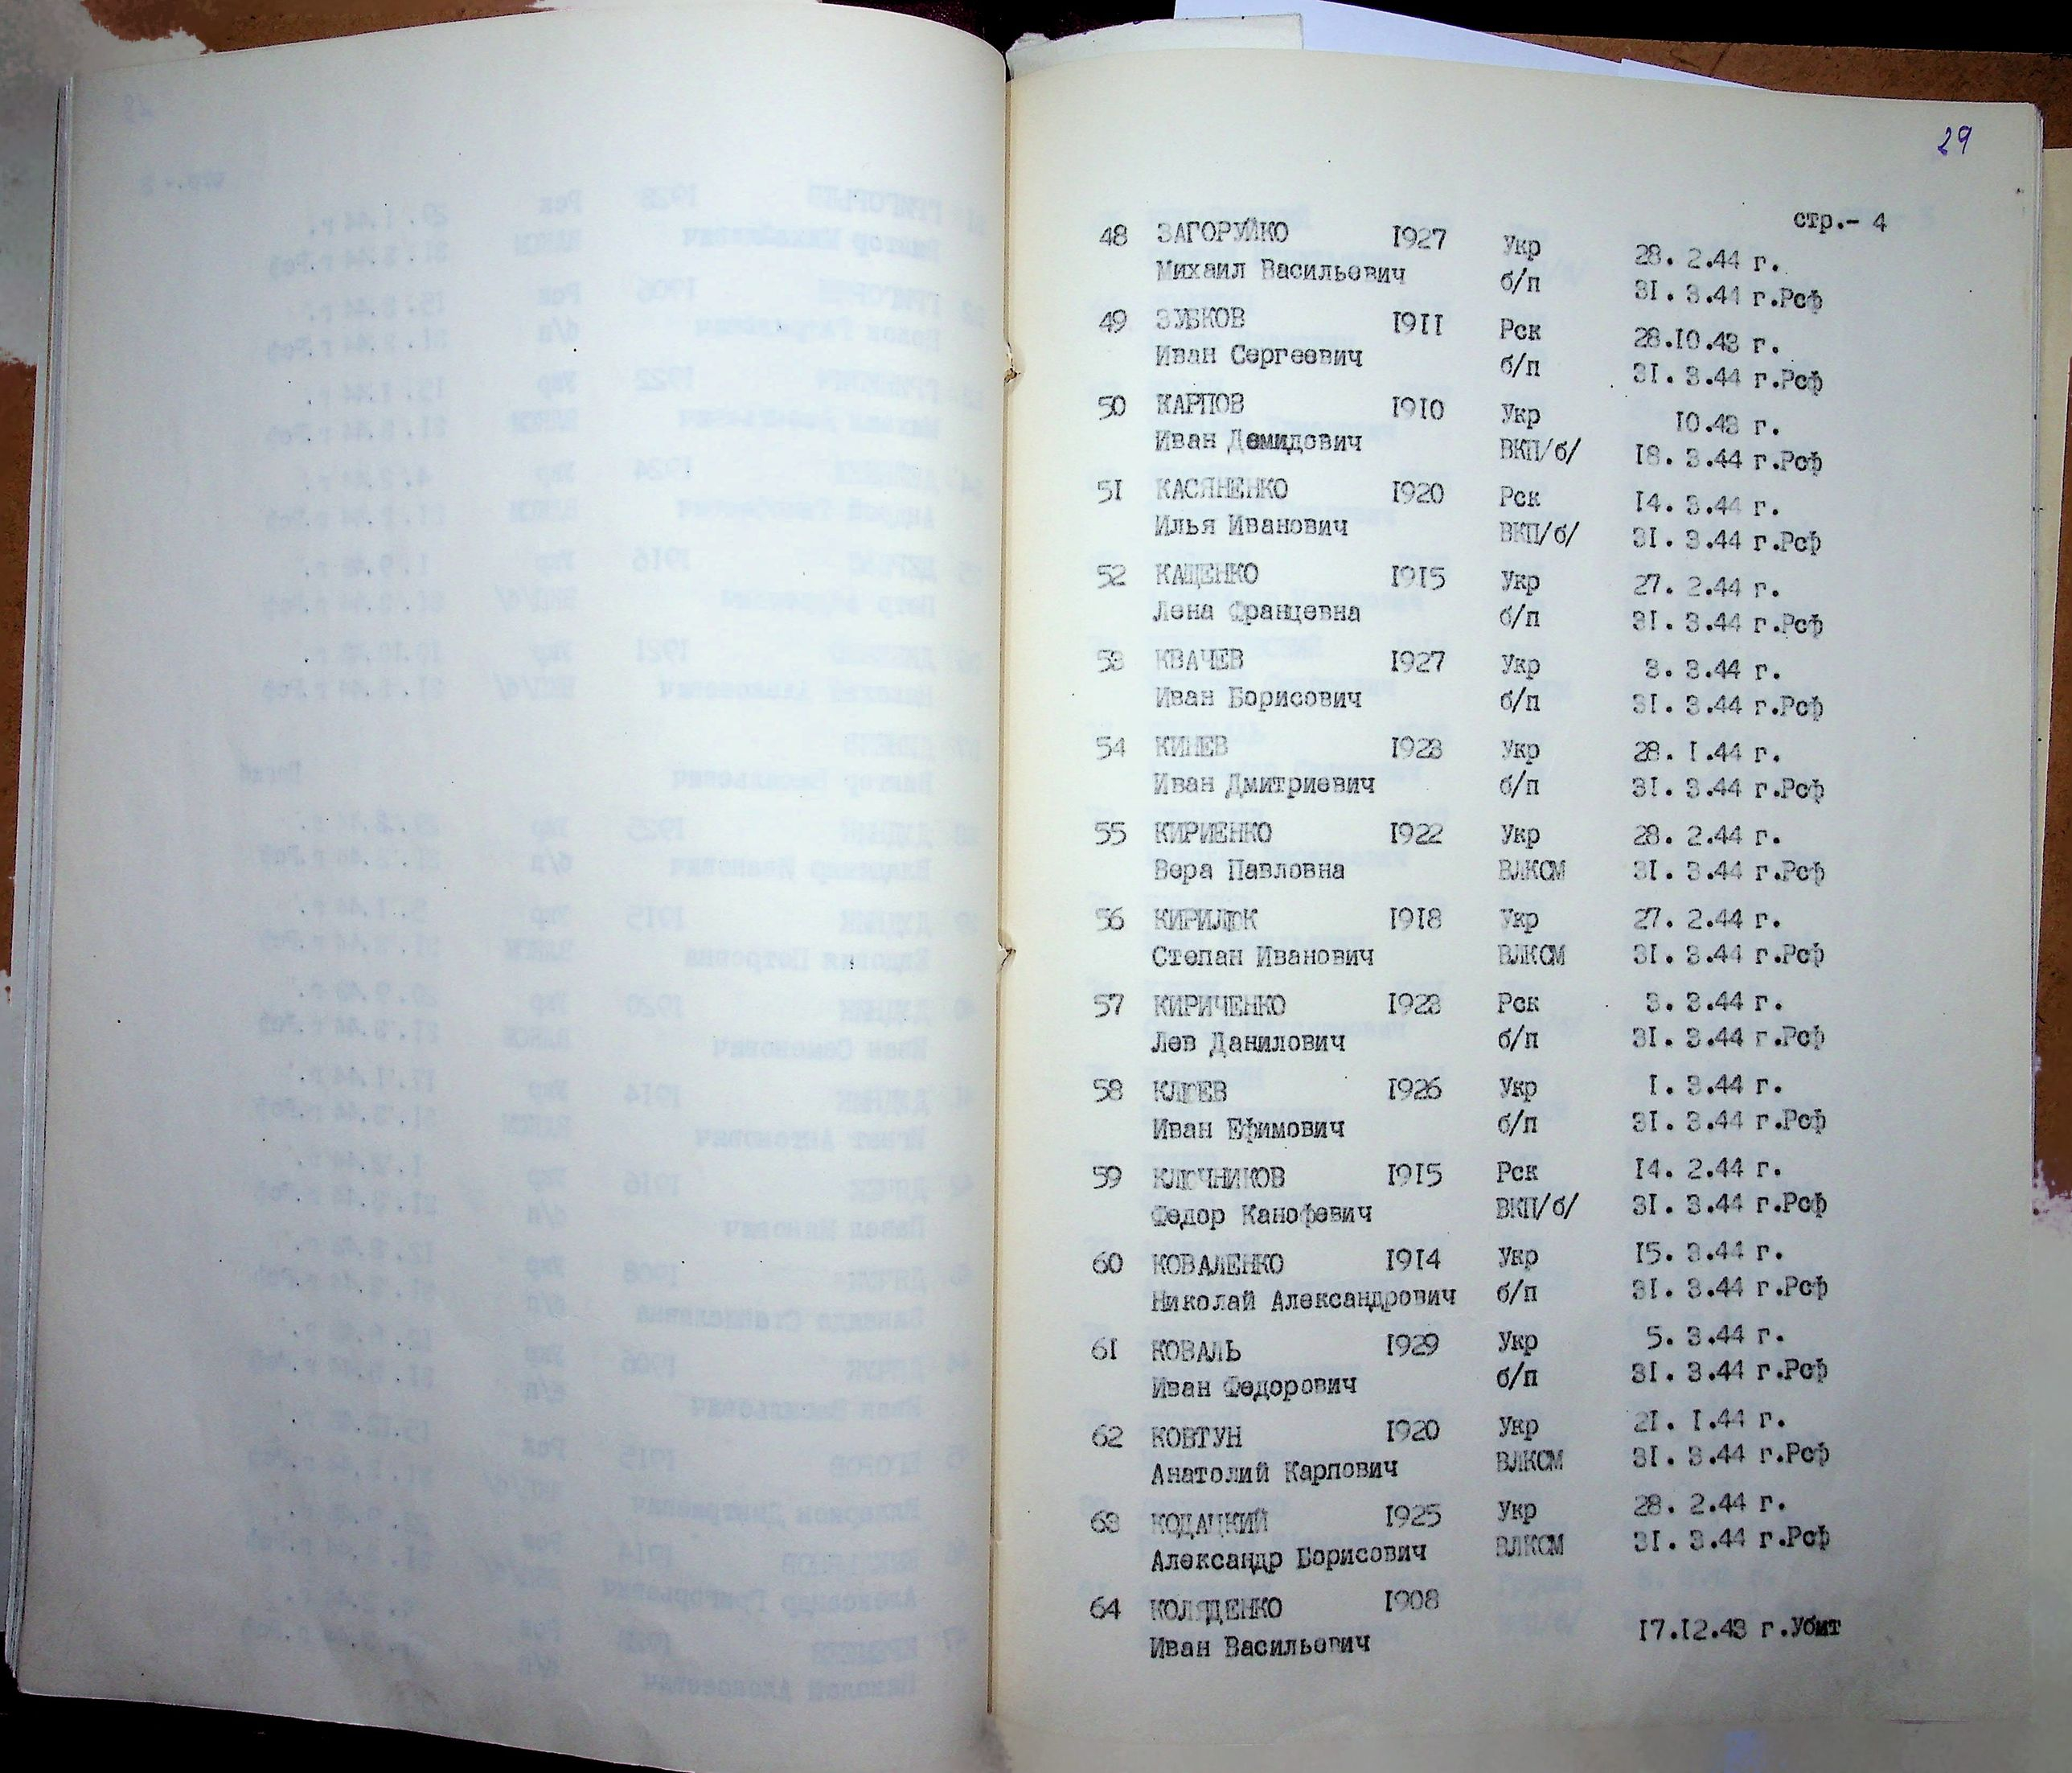 29
стр.- 4
48 ЗАГОРУЙКО 1927 Укр 28. 2.44 г.
Михаил Васильевич б/п 31. 3.44 г.Рсф
49 ЗУБКОВ 1911 Рск 28.10.43 г.
Иван Сергеевич б/п 31. 3.44 г.Рсф
50 КАРПОВ 1910 Укр 10.43 г.
Иван Демидович ВКП/б/ 18. 3.44 г.Рсф
51 КАСЯНЕНКО 1920 Рск 14. 3.44 г.
Илья Иванович ВКП/б/ 31. 3.44 г.Рсф
52 КАЩЕНКО 1915 Укр 27. 2.44 г.
Лена Францевна б/п 31. 3.44 г.Рсф
53 КВАЧЕВ 1927 Укр 3. 3.44 г.
Иван Борисович б/п 31. 3.44 г.Рсф
54 КИНЕВ 1923 Укр 28. 1.44 г.
Иван Дмитриевич б/п 31. 3.44 г.Рсф
55 КИРИЕНКО 1922 Укр 28. 2.44 г.
Вера Павловна ВЛКСМ 31. 3.44 г.Рсф
56 КИРИЛЮК 1918 Укр 27. 2.44 г.
Степан Иванович ВЛКСМ 31. 3.44 г.Рсф
57 КИРИЧЕНКО 1923 Рск 3. 3.44 г.
Лев Данилович б/п 31. 3.44 г.Рсф
58 КЛЮЕВ 1926 Укр 1. 3.44 г.
Иван Ефимович б/п 31. 3.44 г.Рсф
59 КЛЮЧНИКОВ 1915 Рск 14. 2.44 г.
Федор Канофевич ВКП/б/ 31. 3.44 г.Рсф
60 КОВАЛЕНКО 1914 Укр 15. 3.44 г.
Николай Александрович б/п 31. 3.44 г.Рсф
61 КОВАЛЬ 1929 Укр 5. 3.44 г.
Иван Федорович б/п 31. 3.44 г.Рсф
62 КОВТУН 1920 Укр 21. 1.44 г.
Анатолий Карпович ВЛКСМ 31. 3.44 г.Рсф
63 КОДАЦКИЙ 1925 Укр 28. 2.44 г.
Александр Борисович ВЛКСМ 31. 3.44 г.Рсф
64 КОЛЯДЕНКО 1908
Иван Васильевич 17.12.43 г.Убит